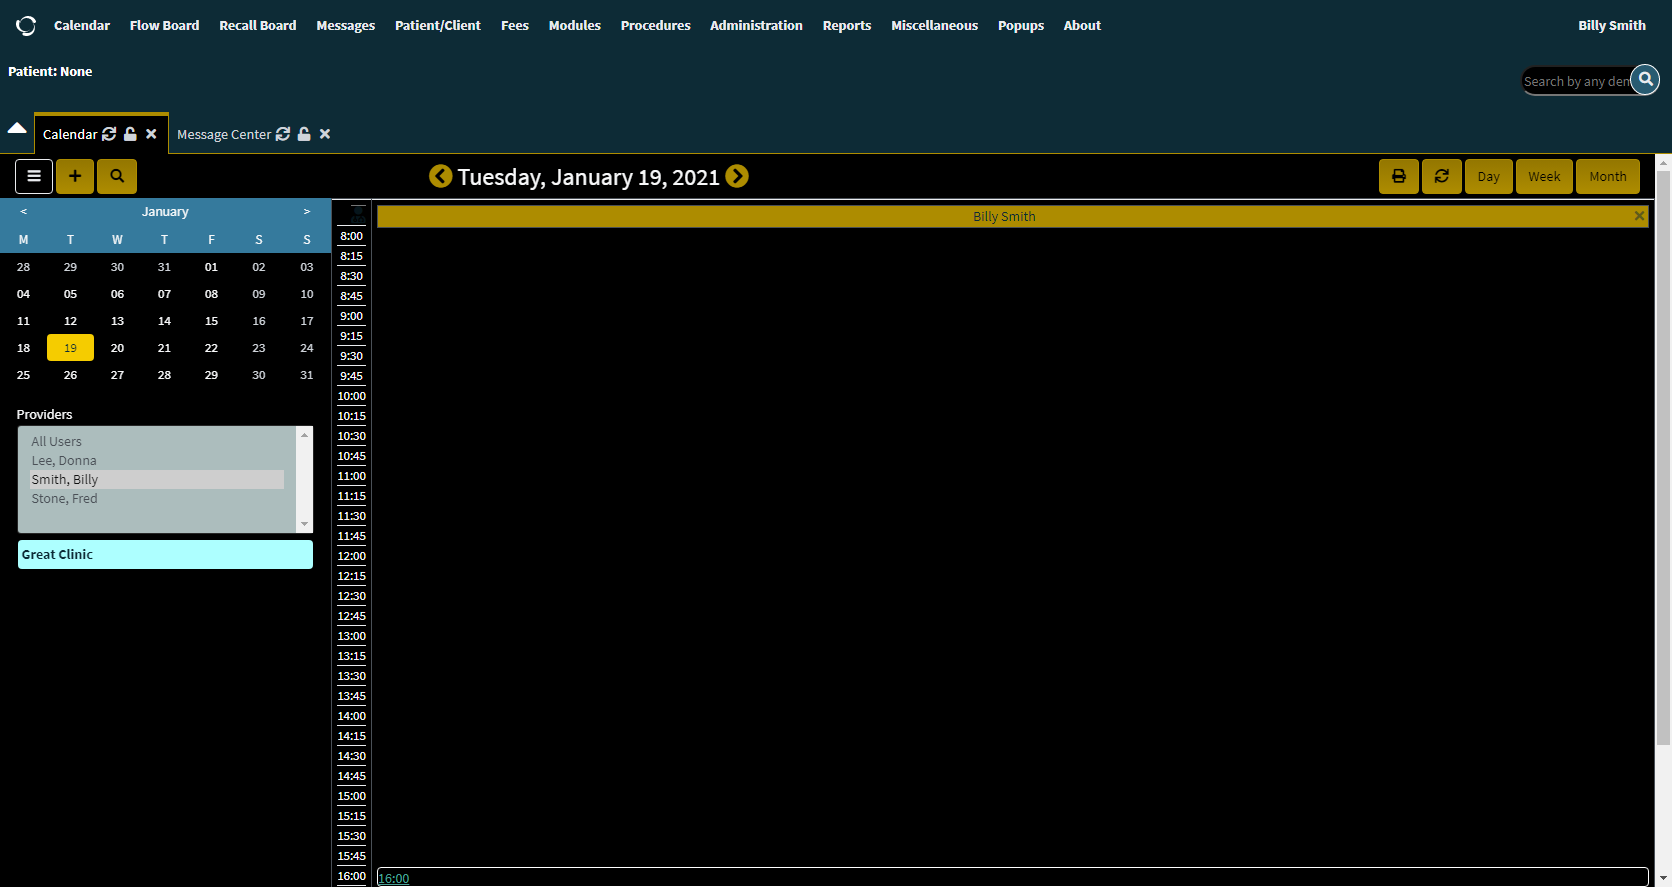 Calendar Flow Board Recall Board Messages Patient/Client Fees Modules Procedures Administration Reports Miscellaneous Popups About Billy Smith
Patient: None
Search by any dem
Calendar Message Center
Tuesday, January 19, 2021
Day Week Month
< January >
M T W T F S S
28 29 30 31 01 02 03
04 05 06 07 08 09 10
11 12 13 14 15 16 17
18 19 20 21 22 23 24
25 26 27 28 29 30 31
Providers
All Users
Lee, Donna
Smith, Billy
Stone, Fred
Great Clinic
Billy Smith
8:00
8:15
8:30
8:45
9:00
9:15
9:30
9:45
10:00
10:15
10:30
10:45
11:00
11:15
11:30
11:45
12:00
12:15
12:30
12:45
13:00
13:15
13:30
13:45
14:00
14:15
14:30
14:45
15:00
15:15
15:30
15:45
16:00 16:00